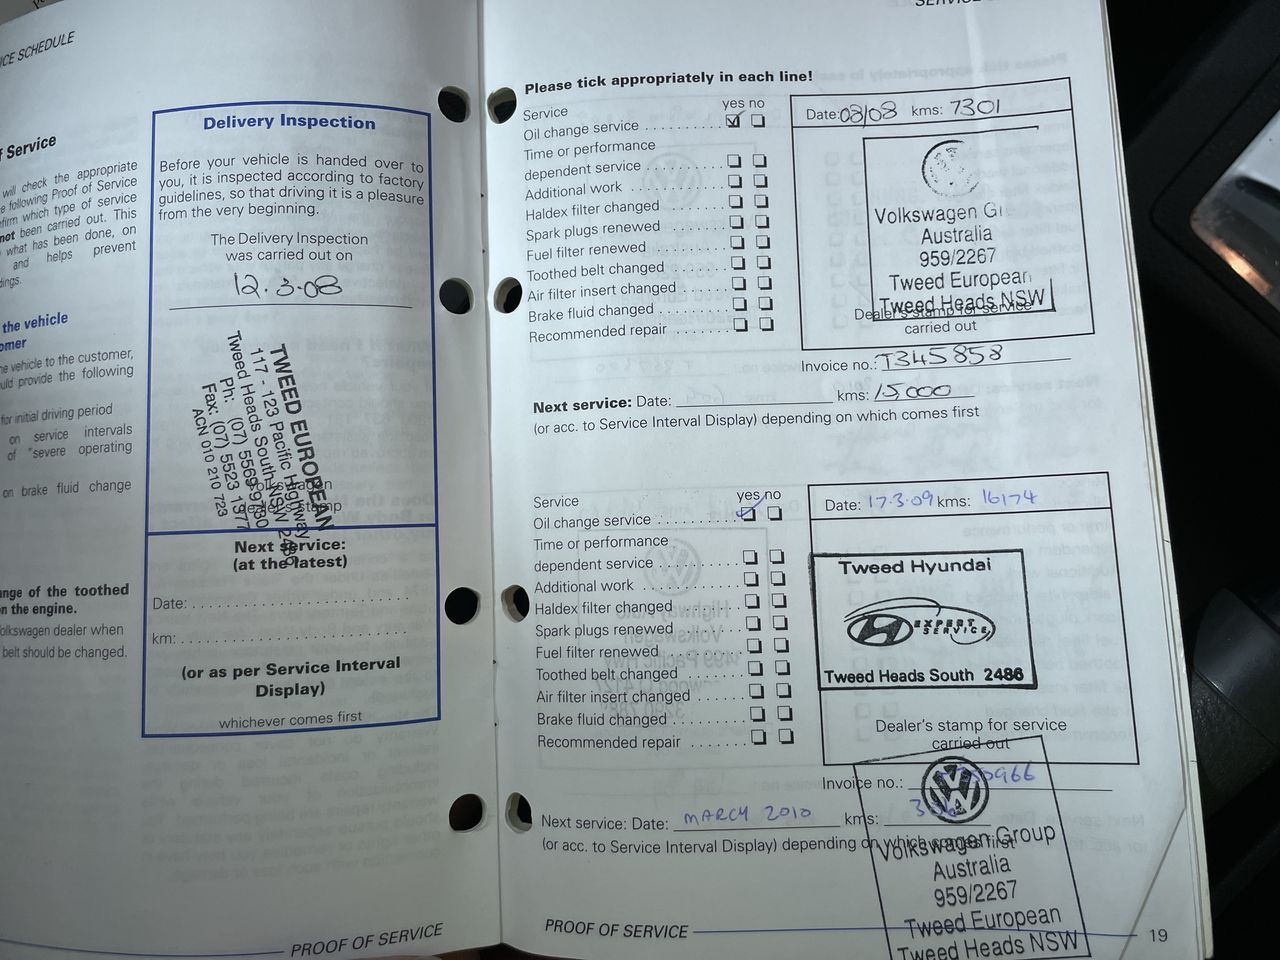 ICE SCHEDULE
f Service
will check the appropriate
e following Proof of Service
firm which type of service
not been carried out. This
what has been done, on
and helps prevent
dings.
the vehicle
omer
ne vehicle to the customer,
uld provide the following
for initial driving period
on service intervals
of "severe operating
on brake fluid change
ange of the toothed
n the engine.
olkswagen dealer when
belt should be changed.
Delivery Inspection
Before your vehicle is handed over to
you, it is inspected according to factory
guidelines, so that driving it is a pleasure
from the very beginning.
The Delivery Inspection
was carried out on
12.3.08
TWEED EUROPEAN
117 - 123 Pacific Highway
Tweed Heads South NSW 2486
Ph: (07) 5569 9130
Fax: (07) 5523 1377
ACN 010 210 723
Volkswagen
Dealer's stamp
Next service:
(at the latest)
Date:
km:
(or as per Service Interval
Display)
whichever comes first
PROOF OF SERVICE
Please tick appropriately in each line!
Service yes no
Oil change service
Time or performance
dependent service
Additional work
Haldex filter changed
Spark plugs renewed
Fuel filter renewed
Toothed belt changed
Air filter insert changed
Brake fluid changed
Recommended repair
Date: 03/08 kms: 7301
Volkswagen
Australia
959/2267
Tweed European
Tweed Heads NSW
Dealer's stamp for service
carried out
Invoice no.: T345858
Next service: Date: kms: 15000
(or acc. to Service Interval Display) depending on which comes first
Service yes no
Oil change service
Time or performance
dependent service
Additional work
Haldex filter changed
Spark plugs renewed
Fuel filter renewed
Toothed belt changed
Air filter insert changed
Brake fluid changed
Recommended repair
Date: 17.3.09 kms: 16174
Tweed Hyundai
EXPERT
SERVICE
Tweed Heads South 2486
Dealer's stamp for service
carried out
Invoice no.:
Next service: Date: MARCH 2010 kms:
(or acc. to Service Interval Display) depending on which comes first
Volkswagen Group
Australia
959/2267
Tweed European
Tweed Heads NSW
PROOF OF SERVICE 19